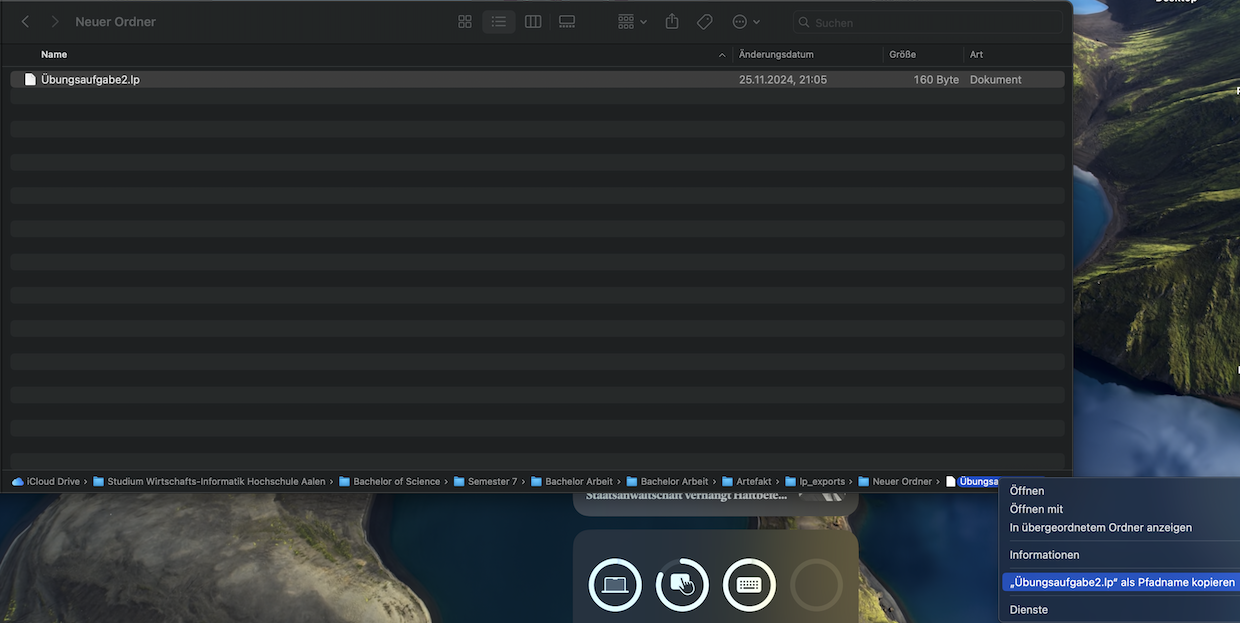 Neuer Ordner
Suchen
Name Änderungsdatum Größe Art
Übungsaufgabe2.lp 25.11.2024, 21:05 160 Byte Dokument
iCloud Drive › Studium Wirtschafts-Informatik Hochschule Aalen › Bachelor of Science › Semester 7 › Bachelor Arbeit › Bachelor Arbeit › Artefakt › lp_exports › Neuer Ordner › Übungsa
Staatsanwaltschaft verhängt Haftbefe...
Öffnen
Öffnen mit
In übergeordnetem Ordner anzeigen
Informationen
„Übungsaufgabe2.lp“ als Pfadname kopieren
Dienste